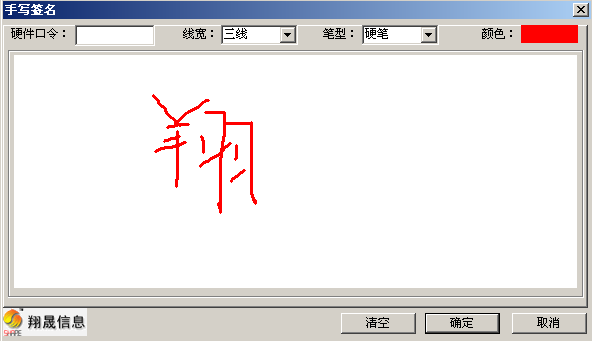 手写签名
硬件口令： 线宽： 三线 笔型： 硬笔 颜色：
翔
SHAPE 翔晟信息 清空 确定 取消